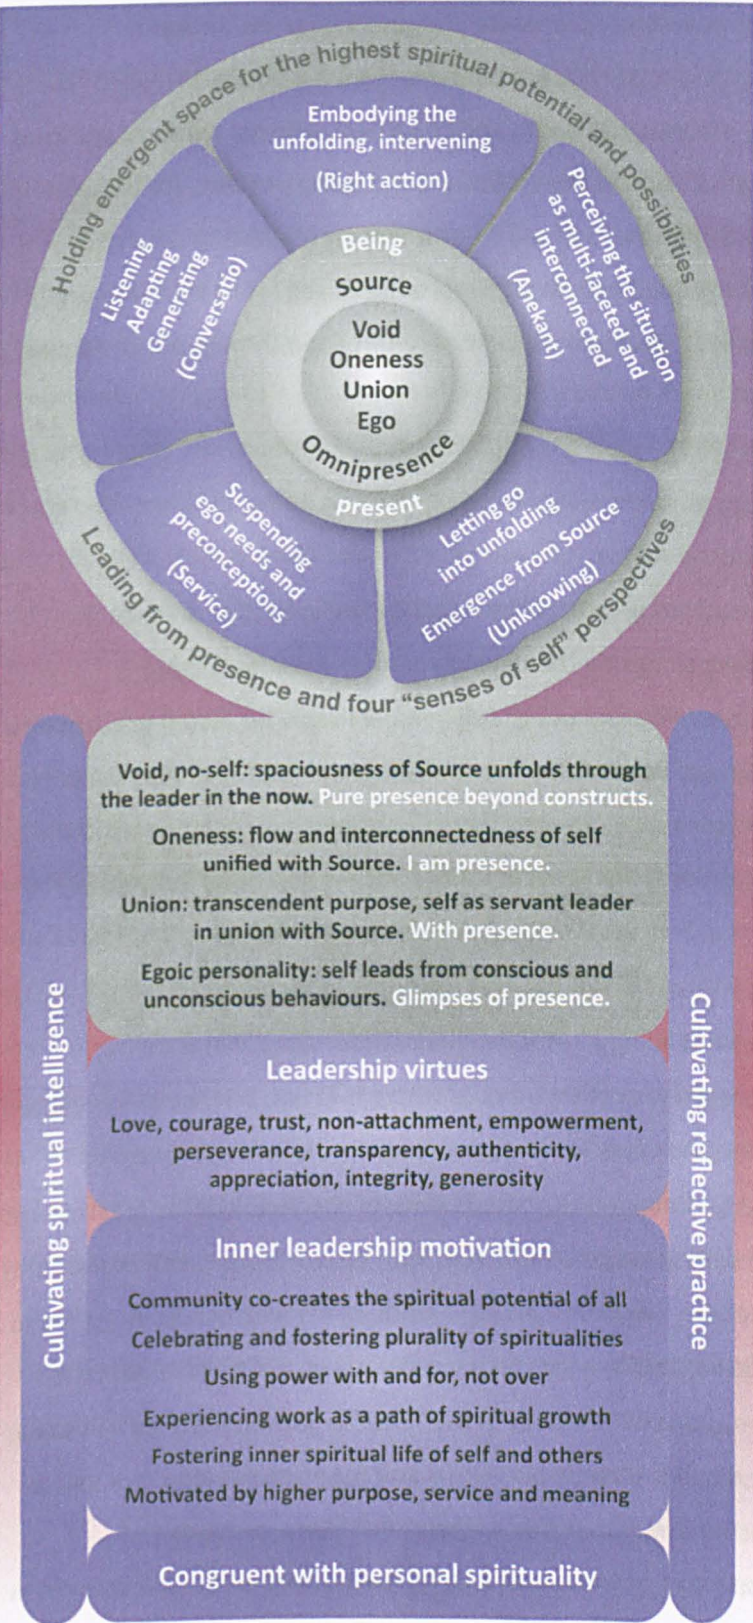 Holding emergent space for the highest spiritual potential and possibilities
Embodying the
unfolding, intervening
(Right action)
Perceiving the situation
as multi-faceted and
interconnected
(Anekant)
Letting go
into unfolding
Emergence from Source
(Unknowing)
Suspending
ego needs and
preconceptions
(Service)
Listening
Adapting
Generating
(Conversatio)
Being
Source
Void
Oneness
Union
Ego
Omnipresence
present
Leading from presence and four “senses of self” perspectives
Void, no-self: spaciousness of Source unfolds through
the leader in the now. Pure presence beyond constructs.
Oneness: flow and interconnectedness of self
unified with Source. I am presence.
Union: transcendent purpose, self as servant leader
in union with Source. With presence.
Egoic personality: self leads from conscious and
unconscious behaviours. Glimpses of presence.
Cultivating spiritual intelligence
Cultivating reflective practice
Leadership virtues
Love, courage, trust, non-attachment, empowerment,
perseverance, transparency, authenticity,
appreciation, integrity, generosity
Inner leadership motivation
Community co-creates the spiritual potential of all
Celebrating and fostering plurality of spiritualities
Using power with and for, not over
Experiencing work as a path of spiritual growth
Fostering inner spiritual life of self and others
Motivated by higher purpose, service and meaning
Congruent with personal spirituality